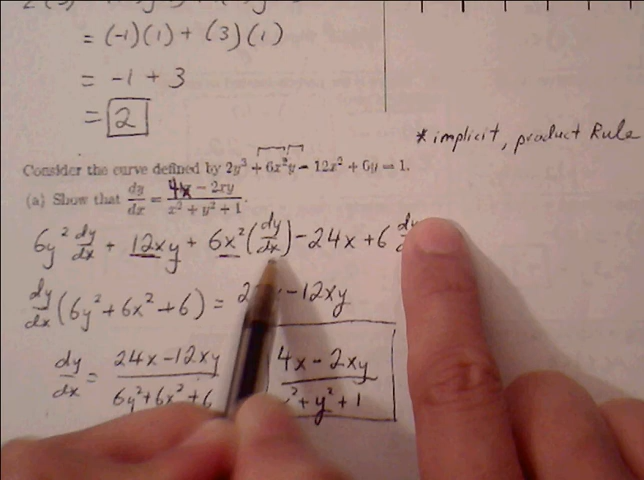 = (-1)(1) + (3)(1)
= -1 + 3
= 2
* implicit, product Rule
Consider the curve defined by 2y³ + 6x²y - 12x² + 6y = 1.
(a) Show that dy/dx = (4x - 2xy)/(x² + y² + 1).
6y² dy/dx + 12xy + 6x² (dy/dx) - 24x + 6
dy/dx (6y² + 6x² + 6) = - 12xy
dy/dx = (24x - 12xy)/(6y² + 6x² + 6) (4x - 2xy)/(² + y² + 1)